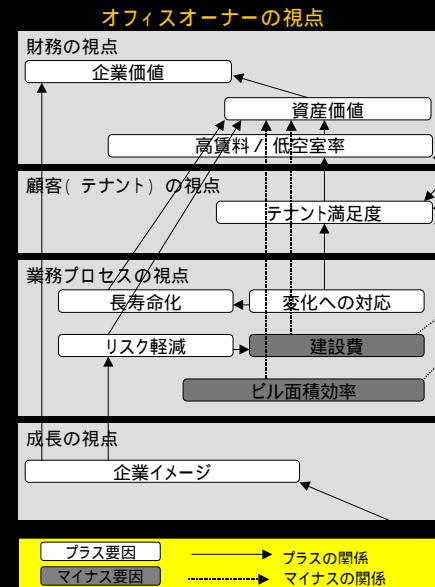 オフィスオーナーの視点
財務の視点
企業価値
資産価値
高賃料 / 低空室率
顧客( テナント) の視点
テナント満足度
業務プロセスの視点
長寿命化 変化への対応
リスク軽減 建設費
ビル面積効率
成長の視点
企業イメージ
プラス要因 プラスの関係
マイナス要因 マイナスの関係